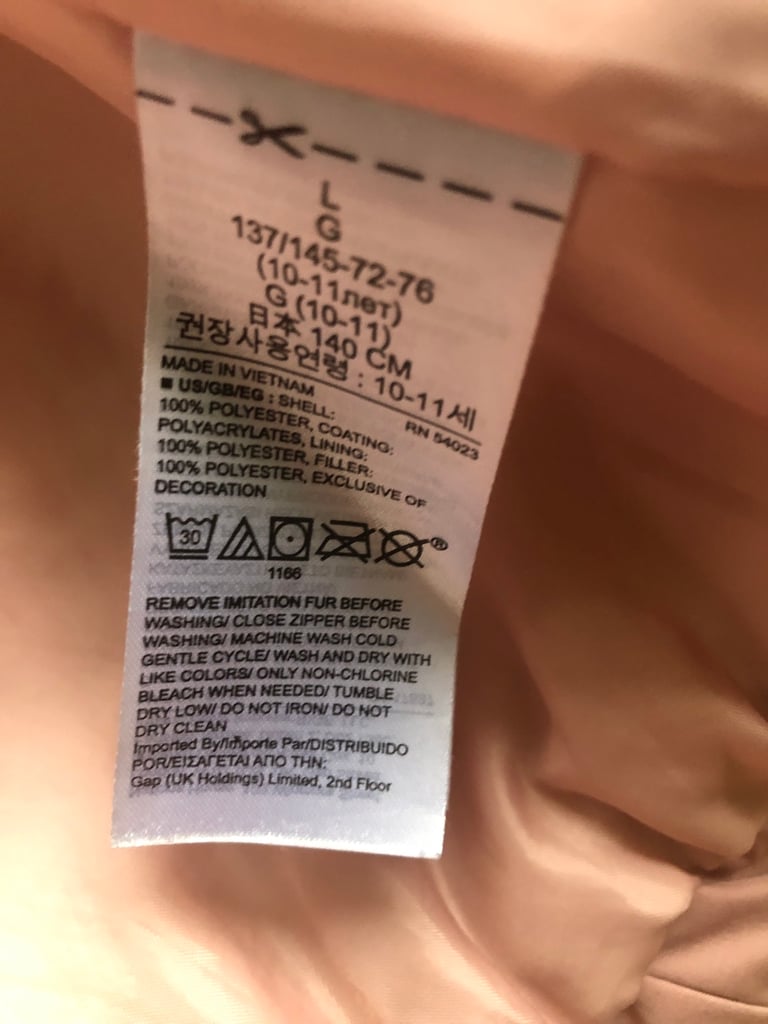 L
G
137/145-72-76
(10-11лет)
G (10-11)
日本 140 CM
권장사용연령 : 10-11세
MADE IN VIETNAM RN 54023
■ US/GB/EG : SHELL:
100% POLYESTER, COATING:
POLYACRYLATES, LINING:
100% POLYESTER, FILLER:
100% POLYESTER, EXCLUSIVE OF
DECORATION
30 ®
1166
REMOVE IMITATION FUR BEFORE
WASHING/ CLOSE ZIPPER BEFORE
WASHING/ MACHINE WASH COLD
GENTLE CYCLE/ WASH AND DRY WITH
LIKE COLORS/ ONLY NON-CHLORINE
BLEACH WHEN NEEDED/ TUMBLE
DRY LOW/ DO NOT IRON/ DO NOT
DRY CLEAN
Imported By/Importe Par/DISTRIBUIDO
POR/ΕΙΣΑΓΕΤΑΙ ΑΠΟ ΤΗΝ:
Gap (UK Holdings) Limited, 2nd Floor